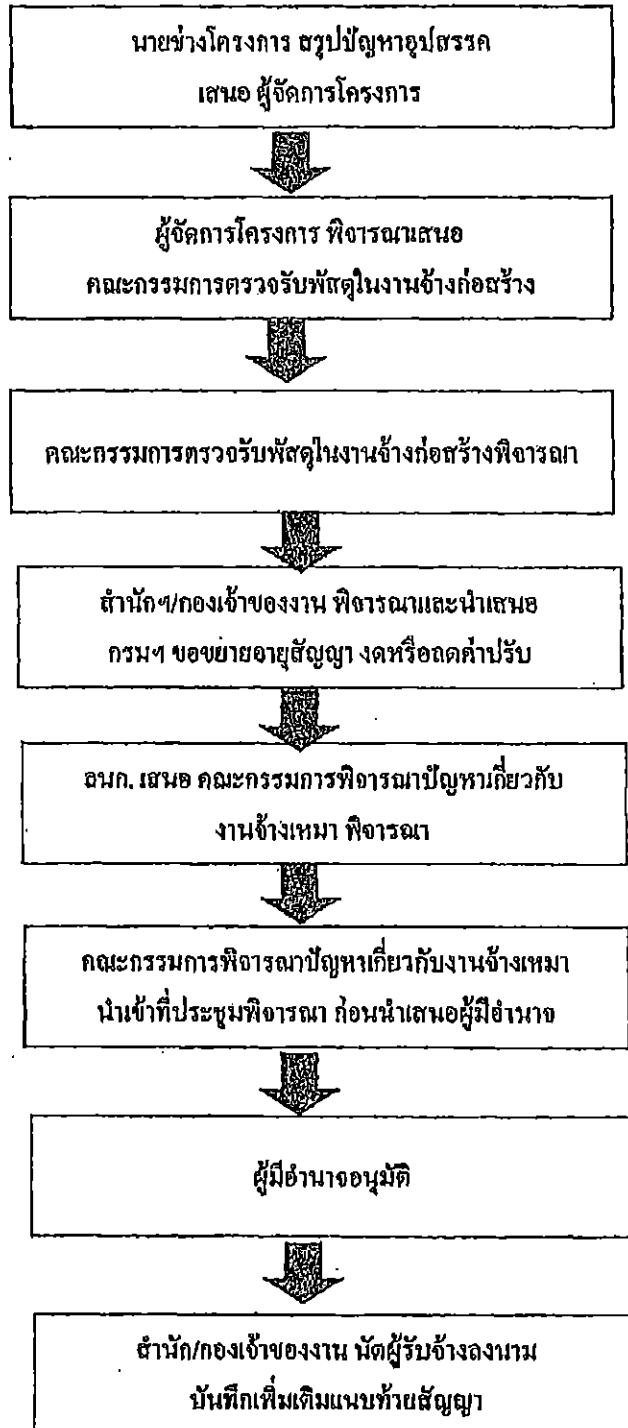 นายช่างโครงการ สรุปปัญหาอุปสรรค
เสนอ ผู้จัดการโครงการ
ผู้จัดการโครงการ พิจารณาเสนอ
คณะกรรมการตรวจรับพัสดุในงานจ้างก่อสร้าง
คณะกรรมการตรวจรับพัสดุในงานจ้างก่อสร้างพิจารณา
สำนักฯ/กองเจ้าของงาน พิจารณาและนำเสนอ
กรมฯ ขอขยายอายุสัญญา งดหรือลดค่าปรับ
ลนก. เสนอ คณะกรรมการพิจารณาปัญหาเกี่ยวกับ
งานจ้างเหมา พิจารณา
คณะกรรมการพิจารณาปัญหาเกี่ยวกับงานจ้างเหมา
นำเข้าที่ประชุมพิจารณา ก่อนนำเสนอผู้มีอำนาจ
ผู้มีอำนาจอนุมัติ
สำนัก/กองเจ้าของงาน นัดผู้รับจ้างลงนาม
บันทึกเพิ่มเติมแนบท้ายสัญญา